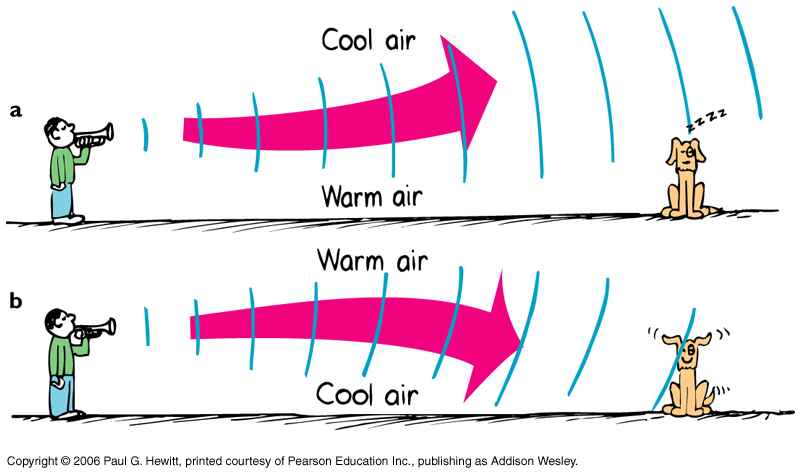 Cool air
a
zzzz
Warm air
Warm air
b
Cool air
Copyright © 2006 Paul G. Hewitt, printed courtesy of Pearson Education Inc., publishing as Addison Wesley.